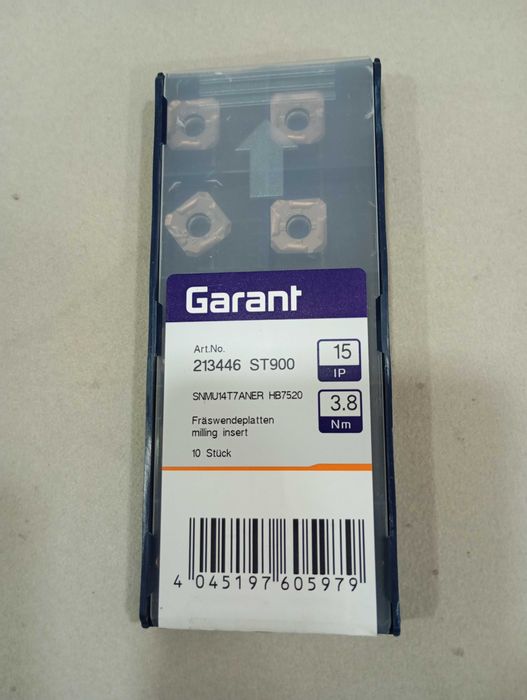 Garant
Art.No.
213446 ST900
15
IP
SNMU14T7ANER HB7520
3.8
Nm
Fräswendeplatten
milling insert
10 Stück
4 045197 605979